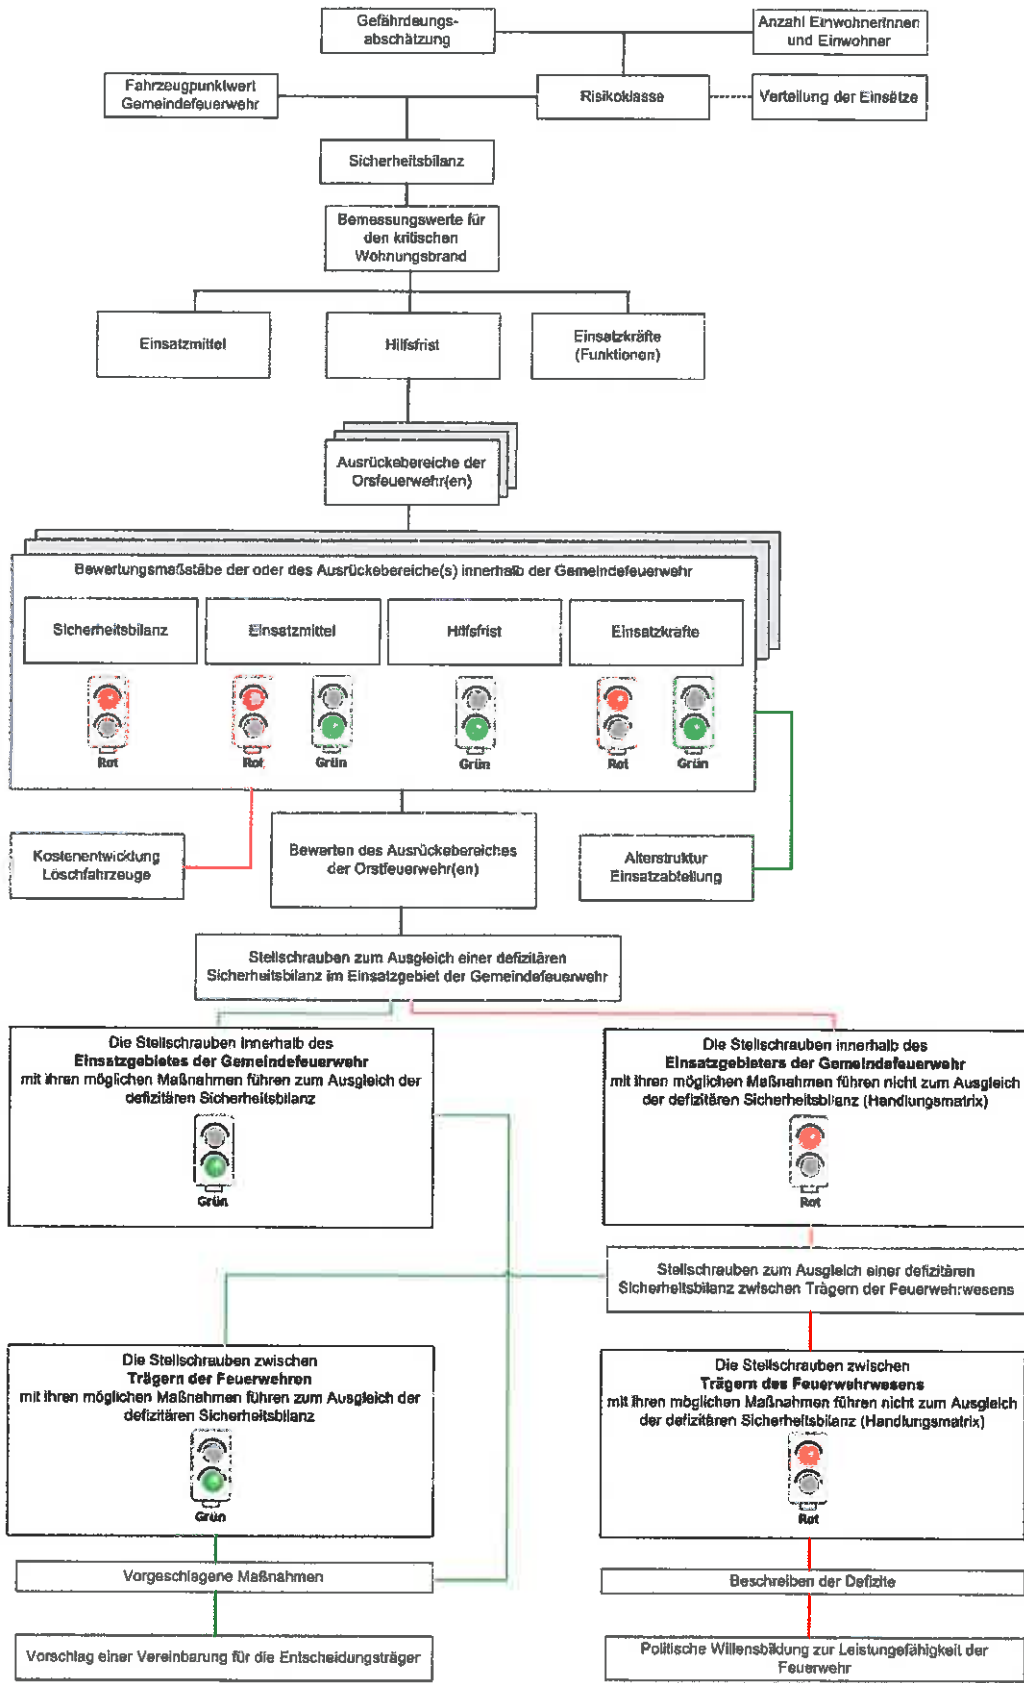 Gefährdungs-
abschätzung
Anzahl Einwohnerinnen
und Einwohner
Fahrzeugpunktwert
Gemeindefeuerwehr
Risikoklasse
Verteilung der Einsätze
Sicherheitsbilanz
Bemessungswerte für
den kritischen
Wohnungsbrand
Einsatzmittel
Hilfsfrist
Einsatzkräfte
(Funktionen)
Ausrückebereiche der
Orsfeuerwehr(en)
Bewertungsmaßstäbe der oder des Ausrückebereiche(s) innerhalb der Gemeindefeuerwehr
Sicherheitsbilanz
Einsatzmittel
Hilfsfrist
Einsatzkräfte
Rot
Rot
Grün
Grün
Rot
Grün
Kostenentwicklung
Löschfahrzeuge
Bewerten des Ausrückebereiches
der Orstfeuerwehr(en)
Alterstruktur
Einsatzabteilung
Stellschrauben zum Ausgleich einer defizitären
Sicherheitsbilanz im Einsatzgebiet der Gemeindefeuerwehr
Die Stellschrauben innerhalb des
Einsatzgebietes der Gemeindefeuerwehr
mit ihren möglichen Maßnahmen führen zum Ausgleich der
defizitären Sicherheitsbilanz
Grün
Die Stellschrauben innerhalb des
Einsatzgebieters der Gemeindefeuerwehr
mit ihren möglichen Maßnahmen führen nicht zum Ausgleich
der defizitären Sicherheitsbilanz (Handlungsmatrix)
Rot
Stellschrauben zum Ausgleich einer defizitären
Sicherheitsbilanz zwischen Trägern der Feuerwehrwesens
Die Stellschrauben zwischen
Trägern der Feuerwehren
mit ihren möglichen Maßnahmen führen zum Ausgleich der
defizitären Sicherheitsbilanz
Grün
Die Stellschrauben zwischen
Trägern des Feuerwehrwesens
mit ihren möglichen Maßnahmen führen nicht zum Ausgleich
der defizitären Sicherheitsbilanz (Handlungsmatrix)
Rot
Vorgeschlagene Maßnahmen
Beschreiben der Defizite
Vorschlag einer Vereinbarung für die Entscheidungsträger
Politische Willensbildung zur Leistungefähigkeit der
Feuerwehr